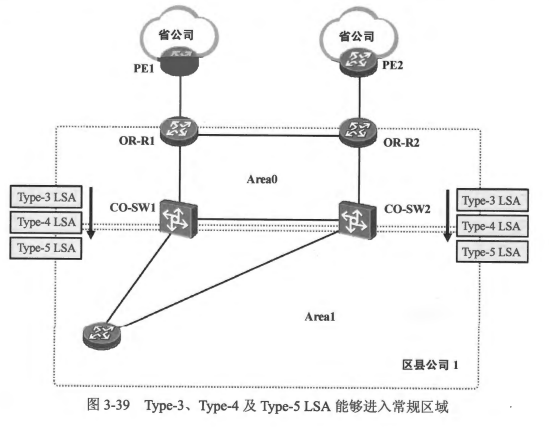 省公司
省公司
PE1
PE2
OR-R1
OR-R2
Area0
Type-3 LSA
Type-4 LSA
Type-5 LSA
CO-SW1
CO-SW2
Type-3 LSA
Type-4 LSA
Type-5 LSA
Area1
区县公司 1
图 3-39 Type-3、Type-4 及 Type-5 LSA 能够进入常规区域